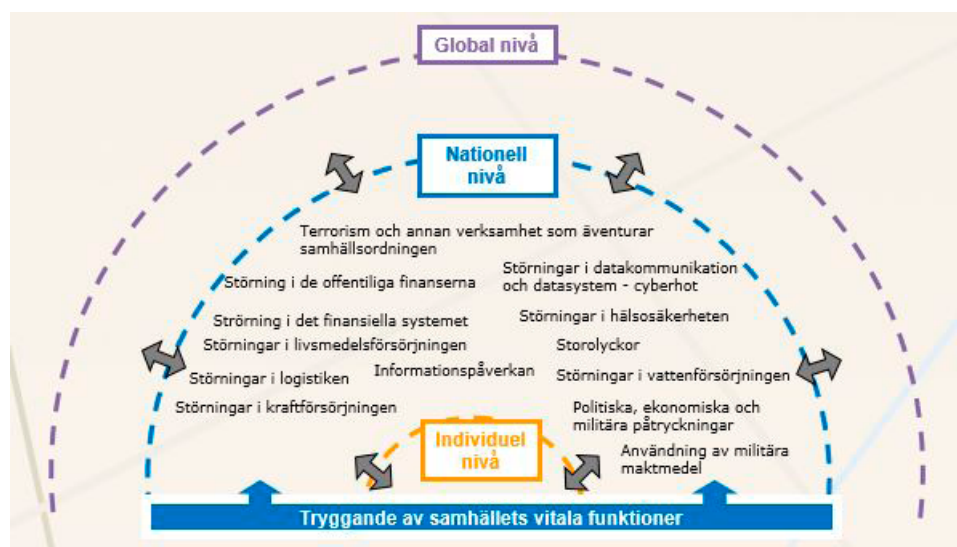 Global nivå
Nationell
nivå
Terrorism och annan verksamhet som äventurar
samhällsordningen
Störning i de offentiliga finanserna
Störningar i datakommunikation
och datasystem - cyberhot
Strörning i det finansiella systemet
Störningar i hälsosäkerheten
Störningar i livsmedelsförsörjningen
Storolyckor
Störningar i logistiken
Informationspåverkan
Störningar i vattenförsörjningen
Störningar i kraftförsörjningen
Politiska, ekonomiska och
militära påtryckningar
Individuel
nivå
Användning av militära
maktmedel
Tryggande av samhällets vitala funktioner